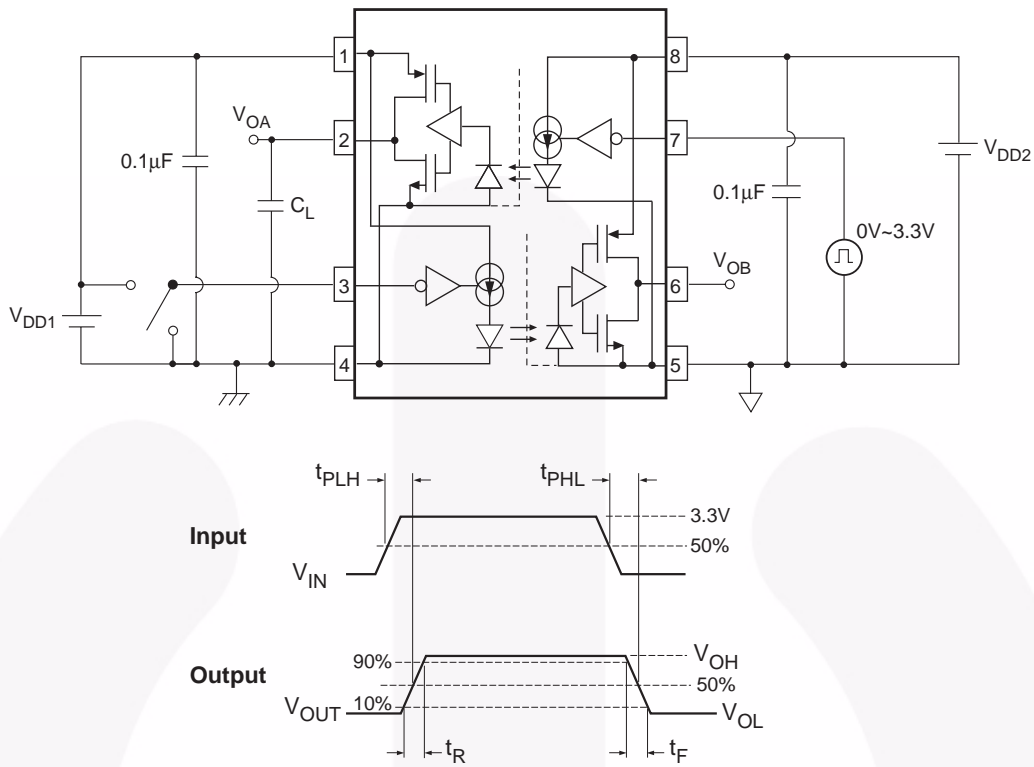 1
8
V_OA
2
7
V_DD2
0.1μF
0.1μF
C_L
0V~3.3V
V_OB
3
6
V_DD1
4
5
t_PLH
t_PHL
3.3V
Input
50%
V_IN
90%
V_OH
Output
50%
10%
V_OUT
V_OL
t_R
t_F